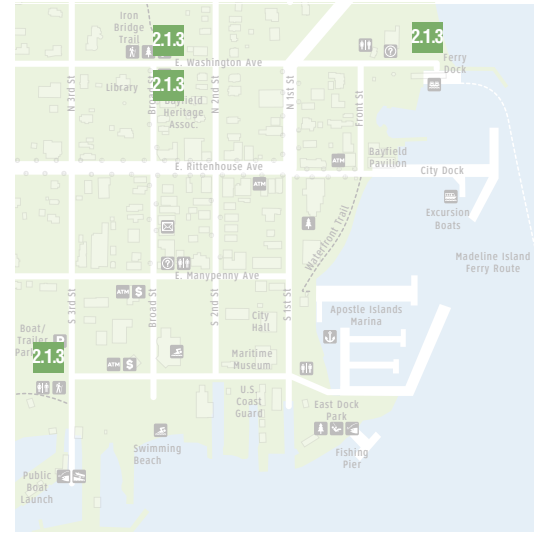 Iron
Bridge
Trail
2.1.3
2.1.3
Ferry
Dock
E. Washington Ave
N 3rd St
Library
Broad St
2.1.3
Bayfield
Heritage
Assoc.
N 2nd St
N 1st St
Front St
Bayfield
Pavilion
ATM
E. Rittenhouse Ave
City Dock
ATM
Excursion
Boats
Waterfront Trail
Madeline Island
Ferry Route
E. Manypenny Ave
ATM $
S 3rd St
Broad St
S 2nd St
S 1st St
City
Hall
Apostle Islands
Marina
Boat/
Trailer
P
2.1.3
ATM $
Maritime
Museum
U.S.
Coast
Guard
East Dock
Park
Swimming
Beach
Fishing
Pier
Public
Boat
Launch